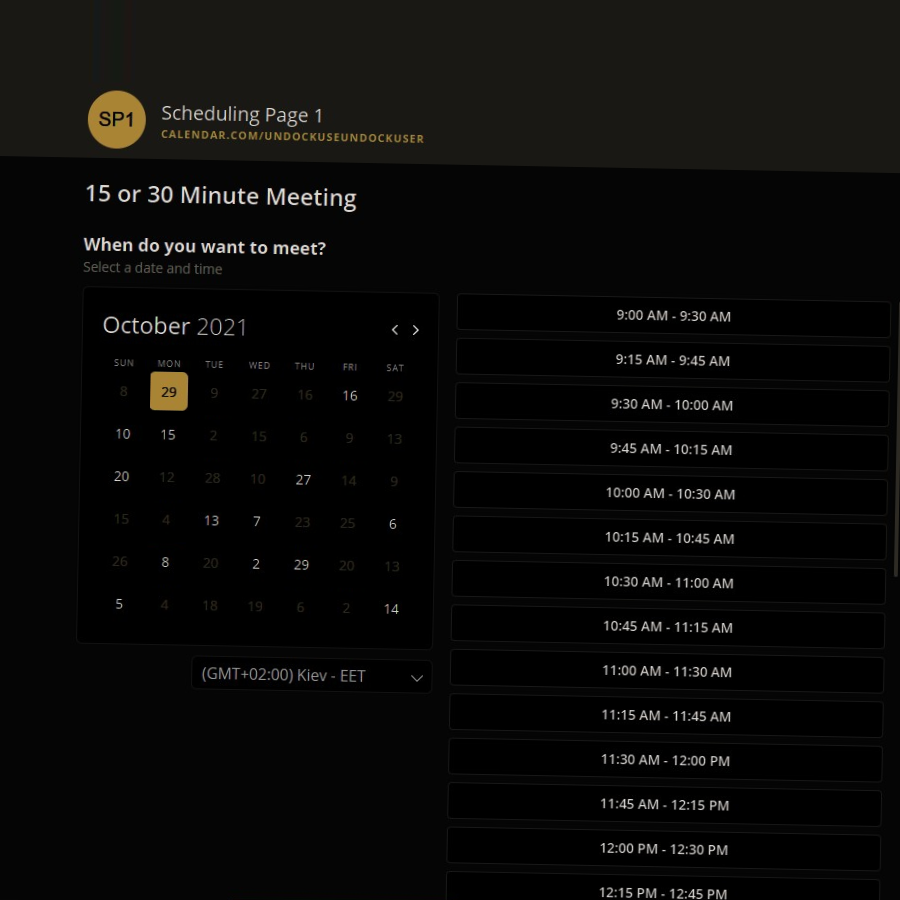 SP1
Scheduling Page 1
CALENDAR.COM/UNDOCKUSEUNDOCKUSER
15 or 30 Minute Meeting
When do you want to meet?
Select a date and time
October 2021
SUN MON TUE WED THU FRI SAT
8 29 9 27 16 16 29
10 15 2 15 6 9 13
20 12 28 10 27 14 9
15 4 13 7 23 25 6
26 8 20 2 29 20 13
5 4 18 19 6 2 14
(GMT+02:00) Kiev - EET
9:00 AM - 9:30 AM
9:15 AM - 9:45 AM
9:30 AM - 10:00 AM
9:45 AM - 10:15 AM
10:00 AM - 10:30 AM
10:15 AM - 10:45 AM
10:30 AM - 11:00 AM
10:45 AM - 11:15 AM
11:00 AM - 11:30 AM
11:15 AM - 11:45 AM
11:30 AM - 12:00 PM
11:45 AM - 12:15 PM
12:00 PM - 12:30 PM
12:15 PM - 12:45 PM